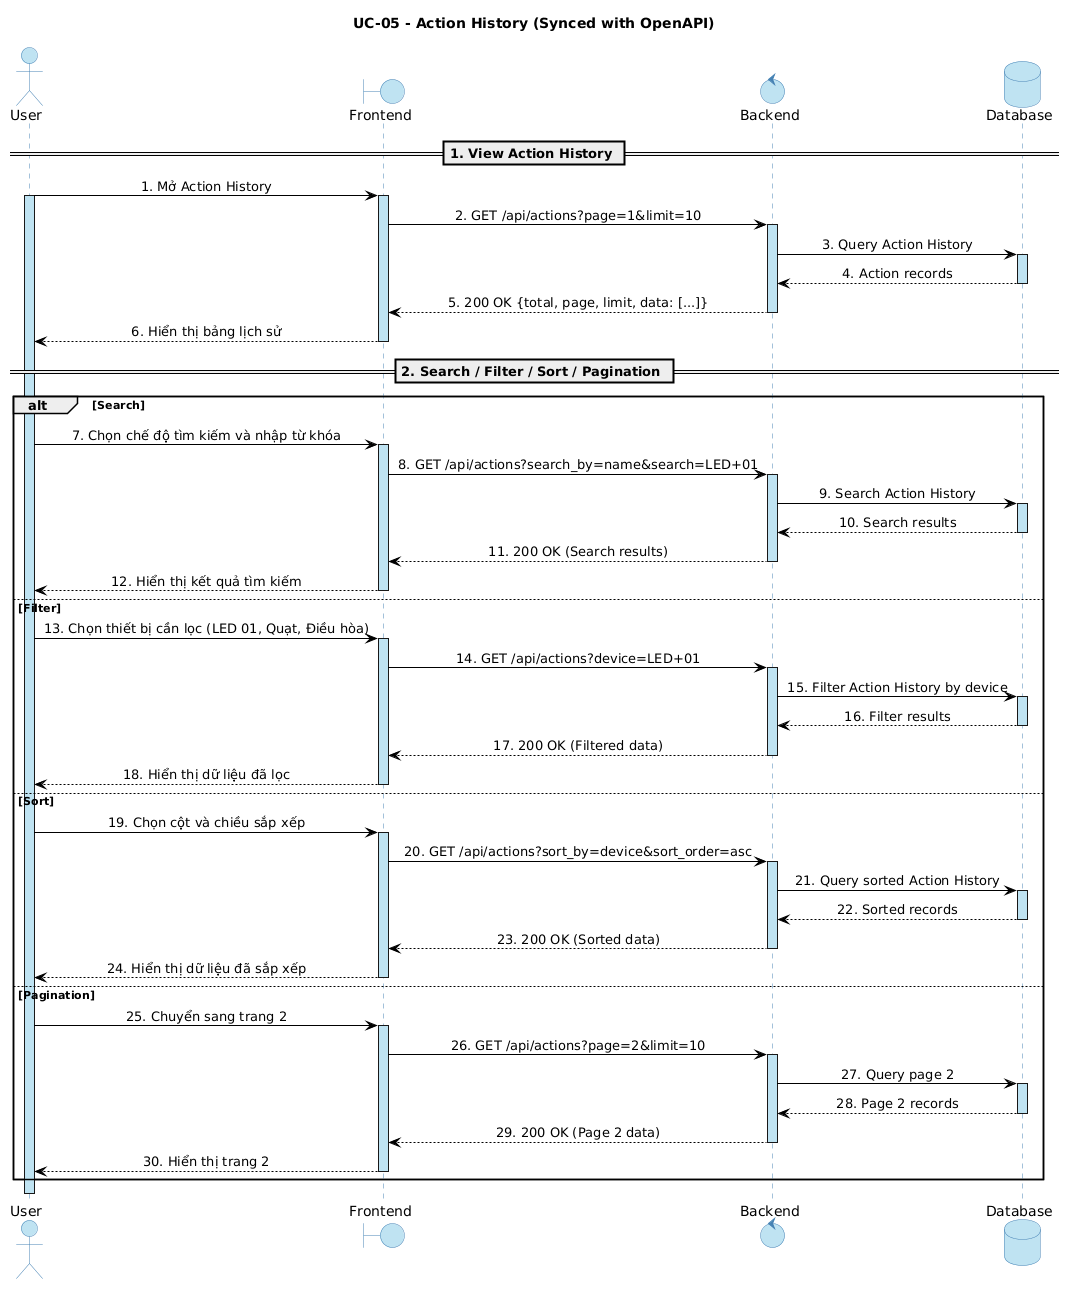 UC-05 - Action History (Synced with OpenAPI)
User
Frontend
Backend
Database
1. View Action History
1. Mở Action History
2. GET /api/actions?page=1&limit=10
3. Query Action History
4. Action records
5. 200 OK {total, page, limit, data: [...]}
6. Hiển thị bảng lịch sử
2. Search / Filter / Sort / Pagination
alt [Search]
7. Chọn chế độ tìm kiếm và nhập từ khóa
8. GET /api/actions?search_by=name&search=LED+01
9. Search Action History
10. Search results
11. 200 OK (Search results)
12. Hiển thị kết quả tìm kiếm
[Filter]
13. Chọn thiết bị cần lọc (LED 01, Quạt, Điều hòa)
14. GET /api/actions?device=LED+01
15. Filter Action History by device
16. Filter results
17. 200 OK (Filtered data)
18. Hiển thị dữ liệu đã lọc
[Sort]
19. Chọn cột và chiều sắp xếp
20. GET /api/actions?sort_by=device&sort_order=asc
21. Query sorted Action History
22. Sorted records
23. 200 OK (Sorted data)
24. Hiển thị dữ liệu đã sắp xếp
[Pagination]
25. Chuyển sang trang 2
26. GET /api/actions?page=2&limit=10
27. Query page 2
28. Page 2 records
29. 200 OK (Page 2 data)
30. Hiển thị trang 2
User
Frontend
Backend
Database